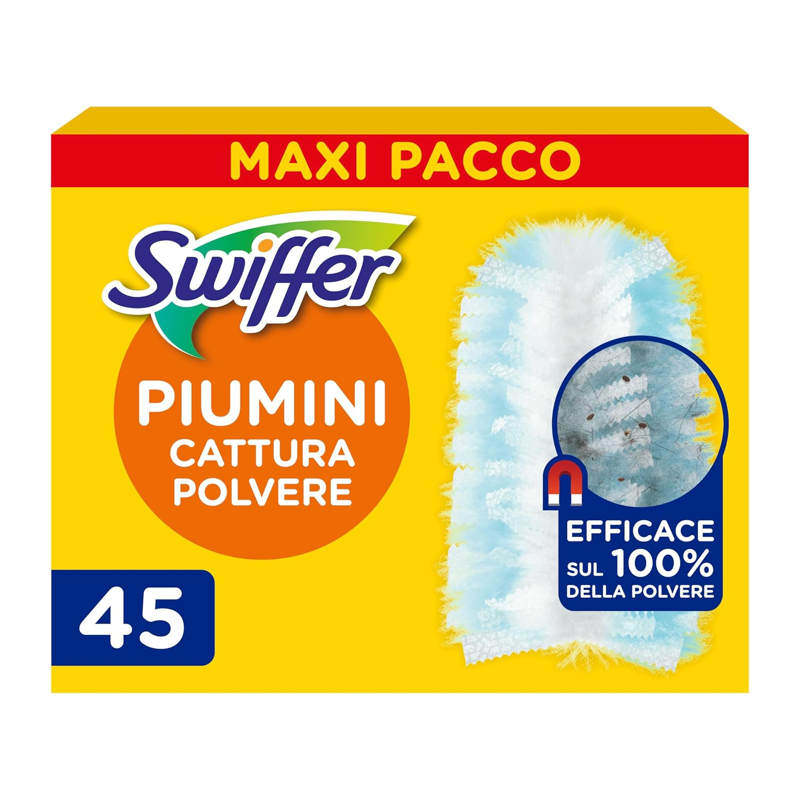 MAXI PACCO
Swiffer
PIUMINI
CATTURA
POLVERE
EFFICACE
SUL 100%
DELLA POLVERE
45